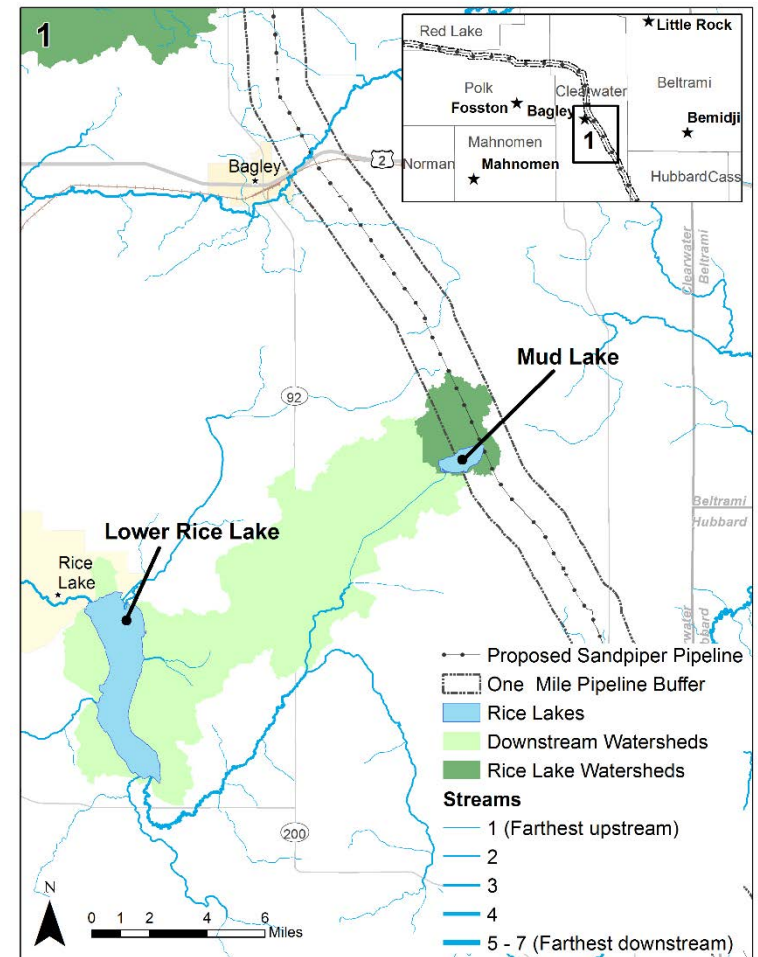 1
Red Lake
Little Rock
Polk
Clearwater
Beltrami
Fosston
Bagley
Bemidji
1
Mahnomen
Norman
Mahnomen
Hubbard
Cass
Bagley
2
Clearwater
Beltrami
Mud Lake
92
Beltrami
Hubbard
Lower Rice Lake
Rice
Lake
Proposed Sandpiper Pipeline
One Mile Pipeline Buffer
Rice Lakes
Downstream Watersheds
Rice Lake Watersheds
Streams
1 (Farthest upstream)
2
3
4
5 - 7 (Farthest downstream)
200
N
0 1 2 4 6
Miles